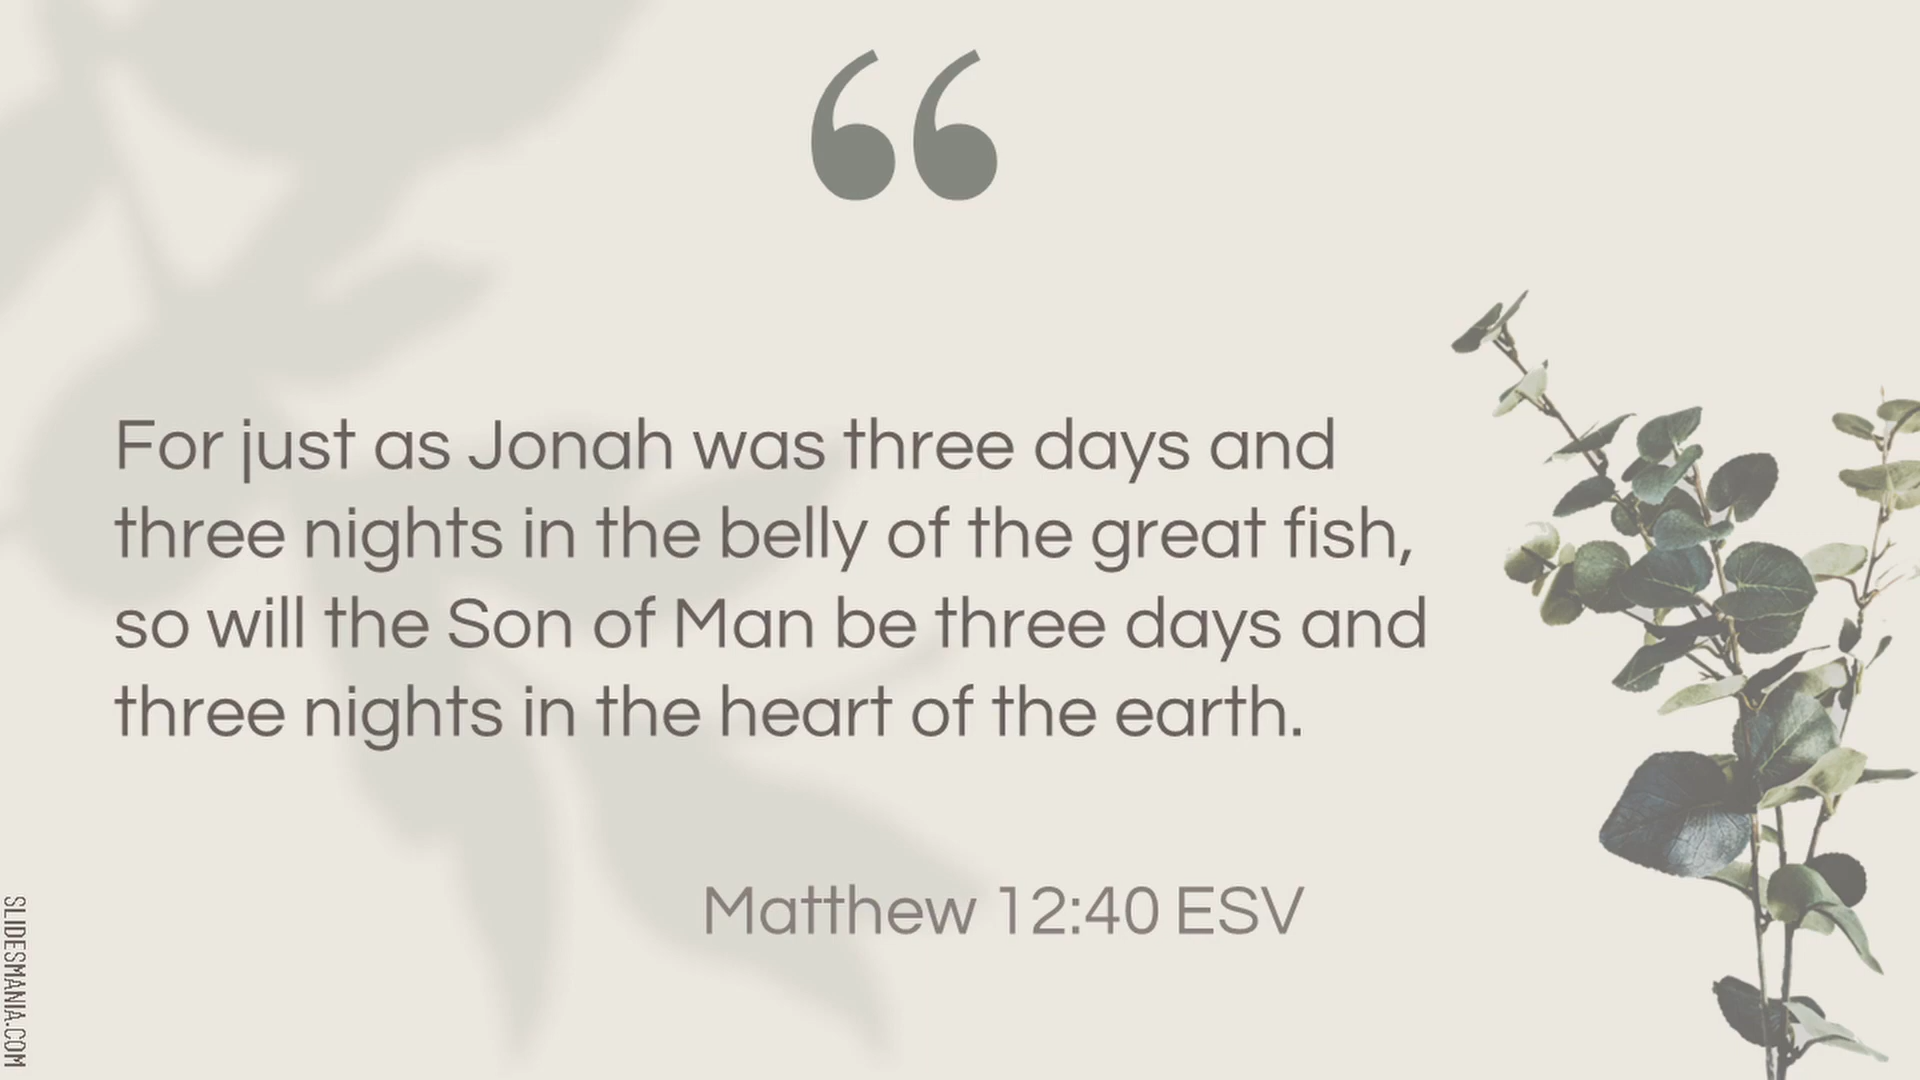 “
For just as Jonah was three days and
three nights in the belly of the great fish,
so will the Son of Man be three days and
three nights in the heart of the earth.
Matthew 12:40 ESV
SLIDESMANIA.COM